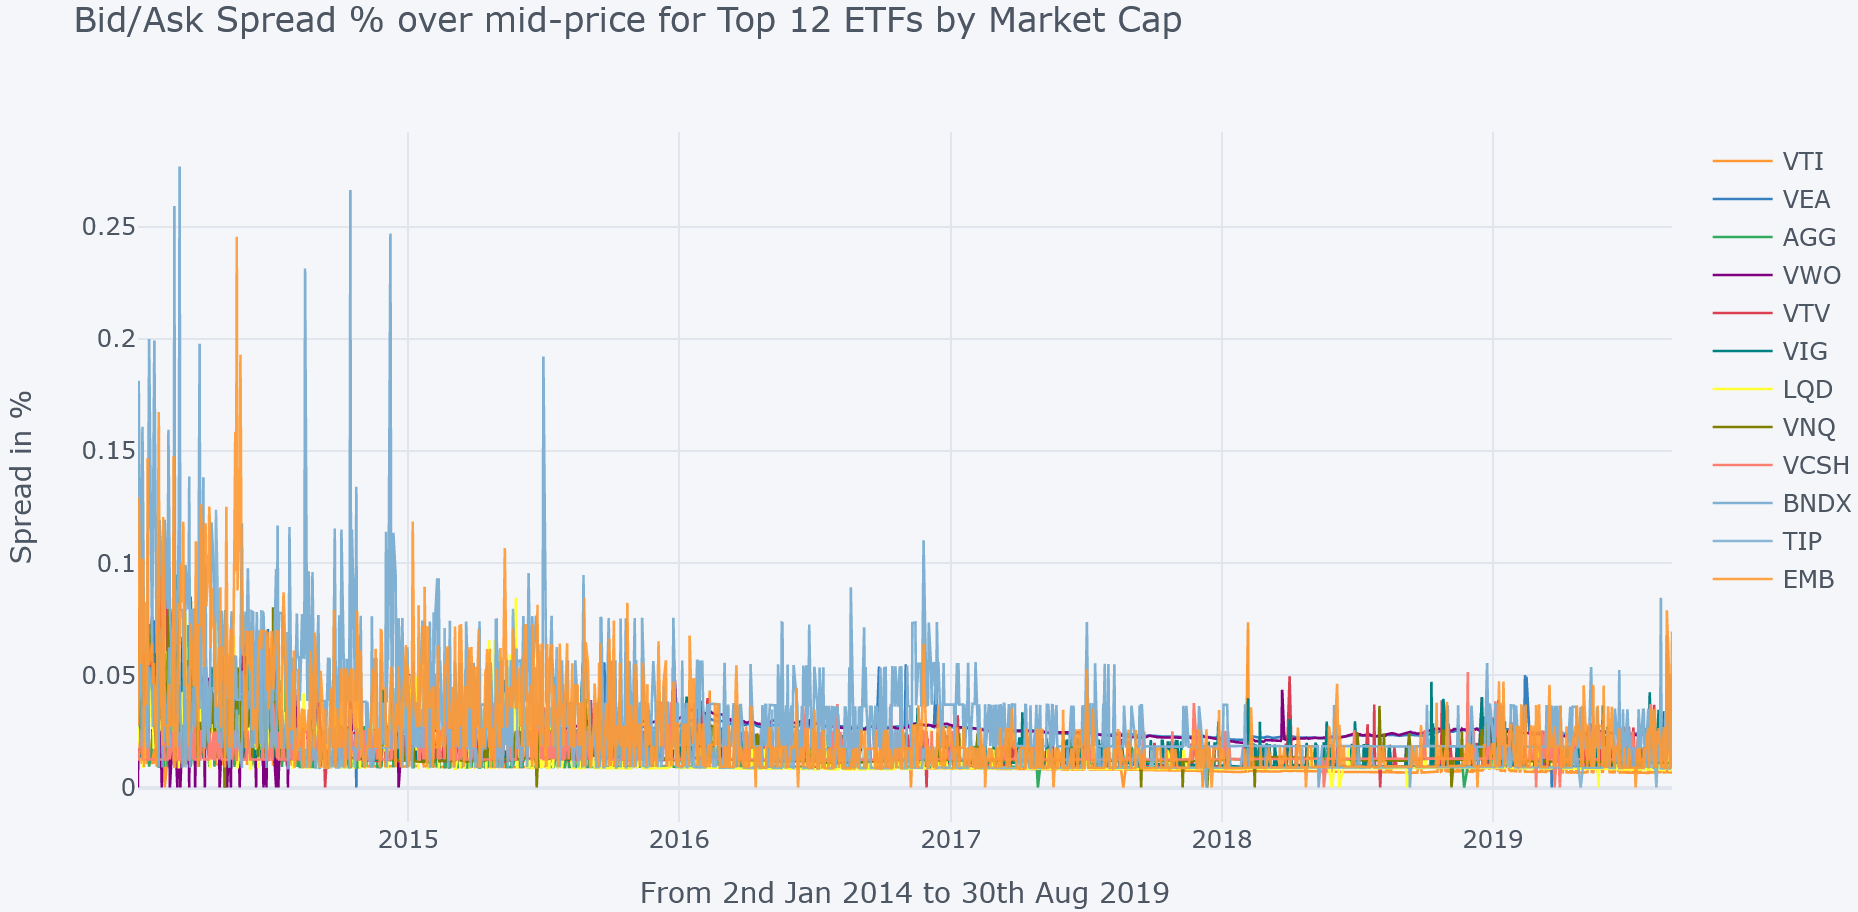 Bid/Ask Spread % over mid-price for Top 12 ETFs by Market Cap
Spread in %
0.25
0.2
0.15
0.1
0.05
0
2015
2016
2017
2018
2019
From 2nd Jan 2014 to 30th Aug 2019
VTI
VEA
AGG
VWO
VTV
VIG
LQD
VNQ
VCSH
BNDX
TIP
EMB